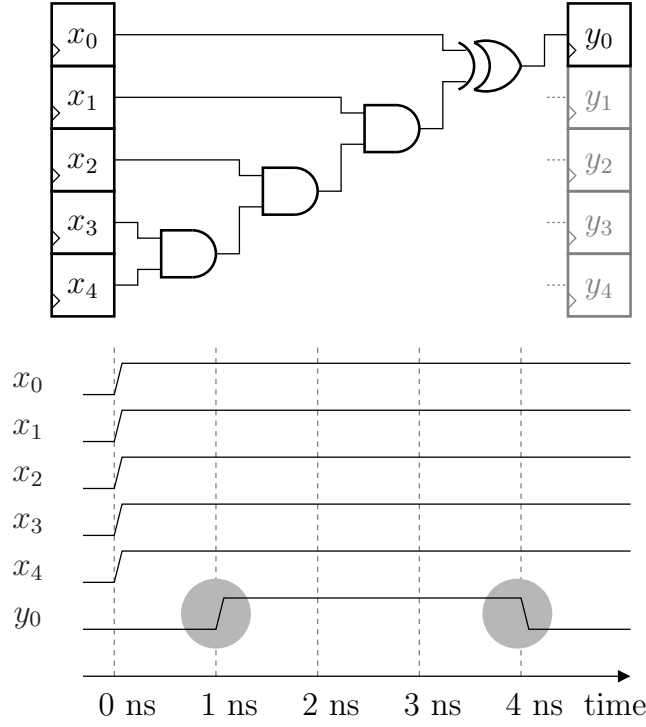 x₀ y₀
x₁ y₁
x₂ y₂
x₃ y₃
x₄ y₄
x₀
x₁
x₂
x₃
x₄
y₀
0 ns 1 ns 2 ns 3 ns 4 ns time